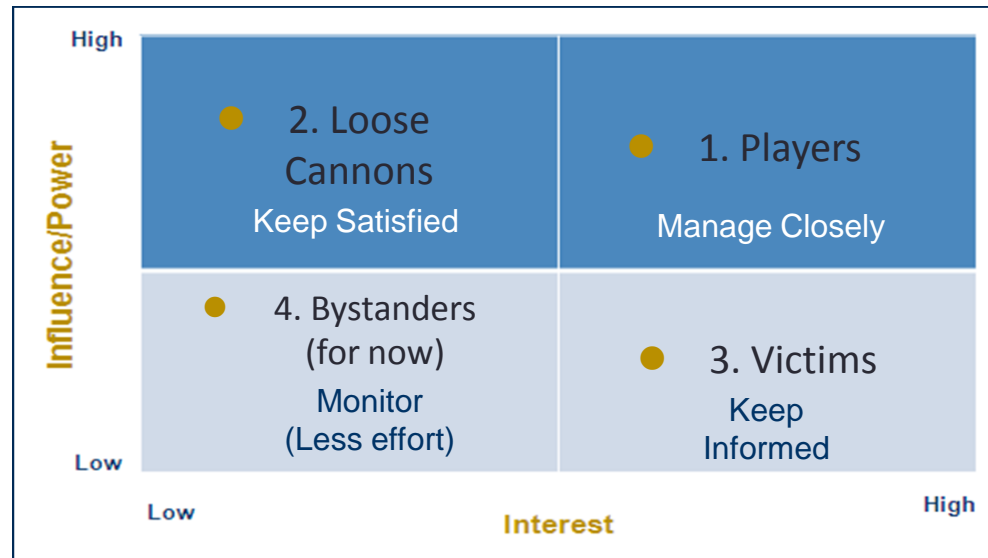 High
2. Loose
Cannons
Keep Satisfied
1. Players
Manage Closely
Influence/Power
4. Bystanders
(for now)
Monitor
(Less effort)
3. Victims
Keep
Informed
Low
Low
Interest
High